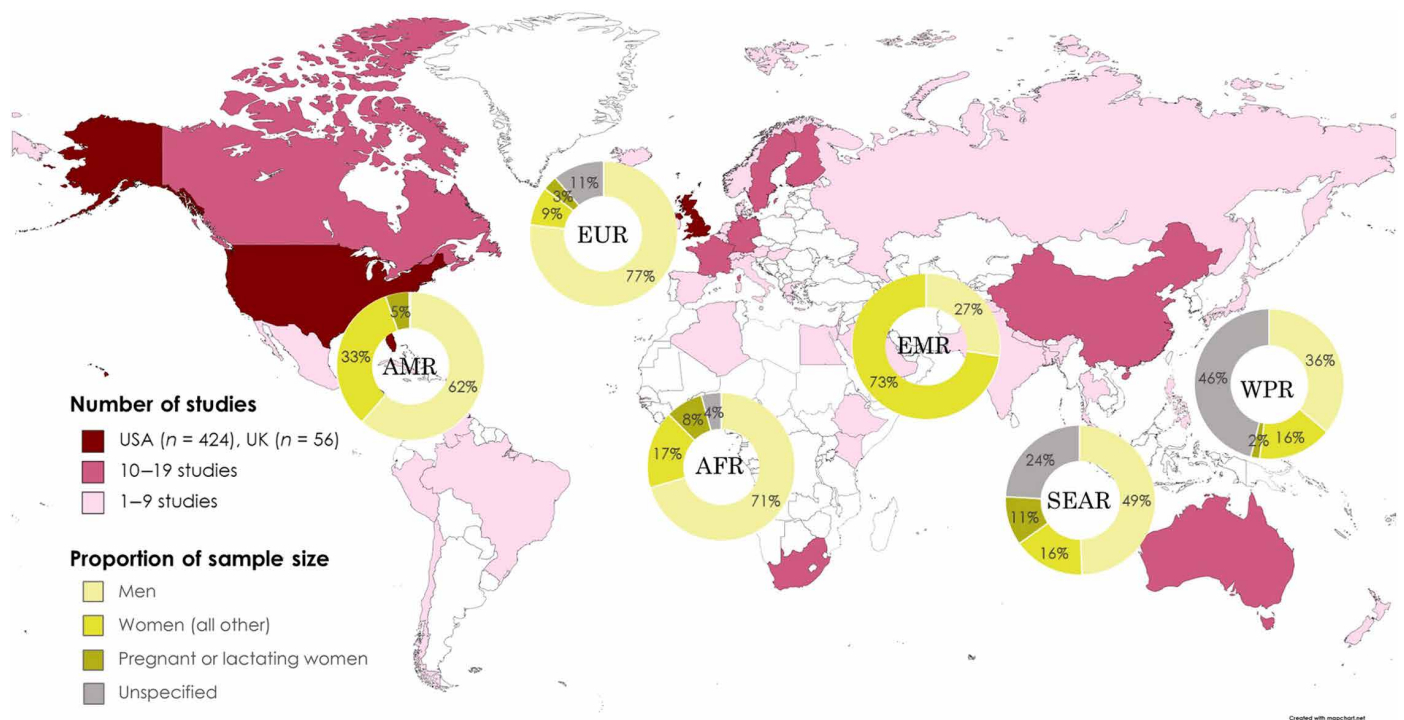 11%
3%
9%
EUR
77%
27%
EMR
73%
5%
33%
AMR
62%
36%
46%
WPR
2%
16%
8%
4%
17%
AFR
71%
24%
SEAR
49%
11%
16%
Number of studies
USA (n = 424), UK (n = 56)
10–19 studies
1–9 studies
Proportion of sample size
Men
Women (all other)
Pregnant or lactating women
Unspecified
Created with mapchart.net